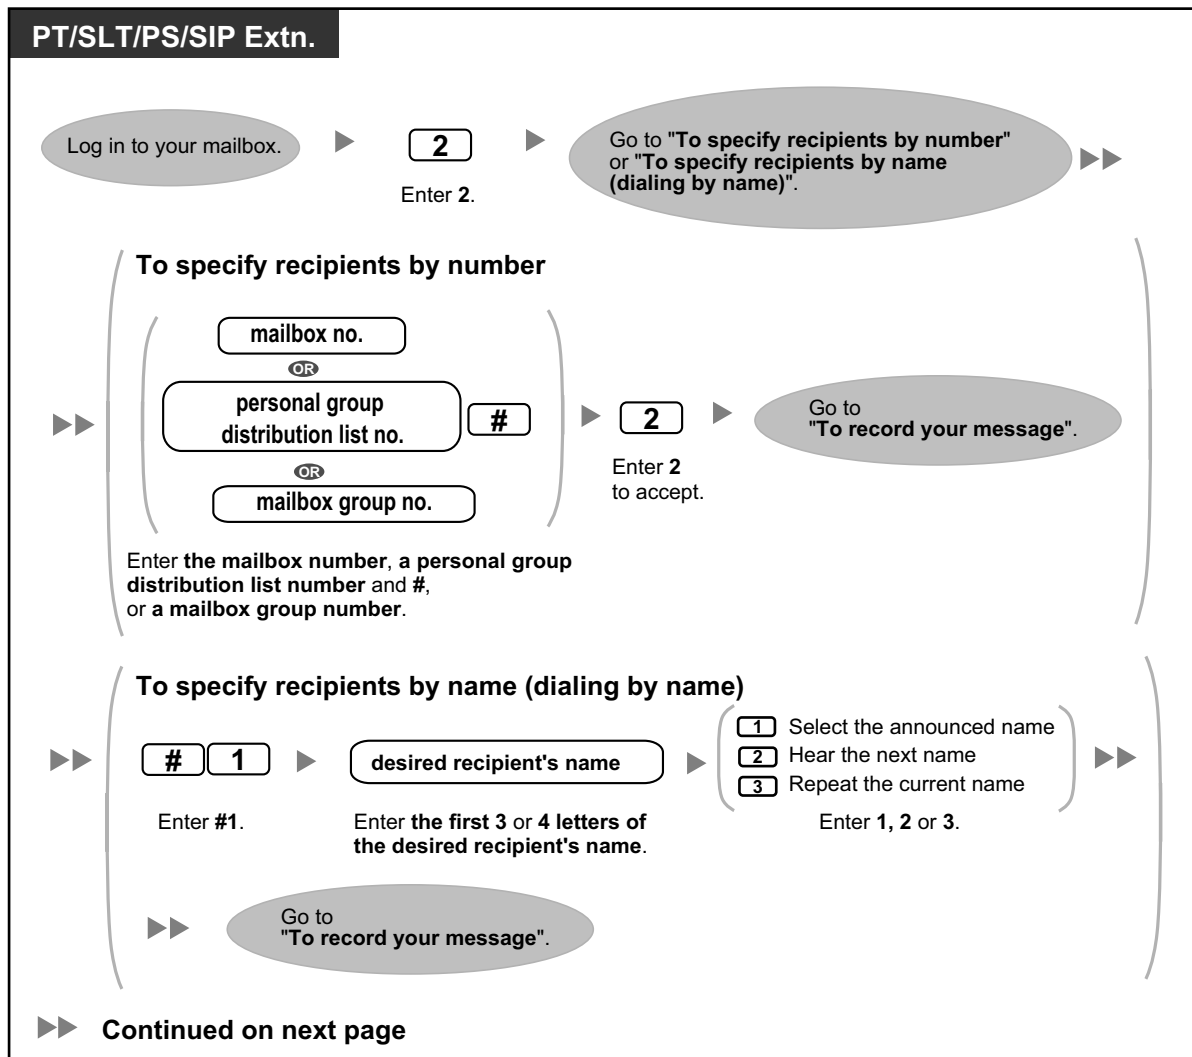 PT/SLT/PS/SIP Extn.
Log in to your mailbox.
2
Enter 2.
Go to "To specify recipients by number"
or "To specify recipients by name
(dialing by name)".
To specify recipients by number
mailbox no.
OR
personal group
distribution list no.
#
OR
mailbox group no.
Enter the mailbox number, a personal group
distribution list number and #,
or a mailbox group number.
2
Enter 2
to accept.
Go to
"To record your message".
To specify recipients by name (dialing by name)
# 1
Enter #1.
desired recipient's name
Enter the first 3 or 4 letters of
the desired recipient's name.
1 Select the announced name
2 Hear the next name
3 Repeat the current name
Enter 1, 2 or 3.
Go to
"To record your message".
Continued on next page